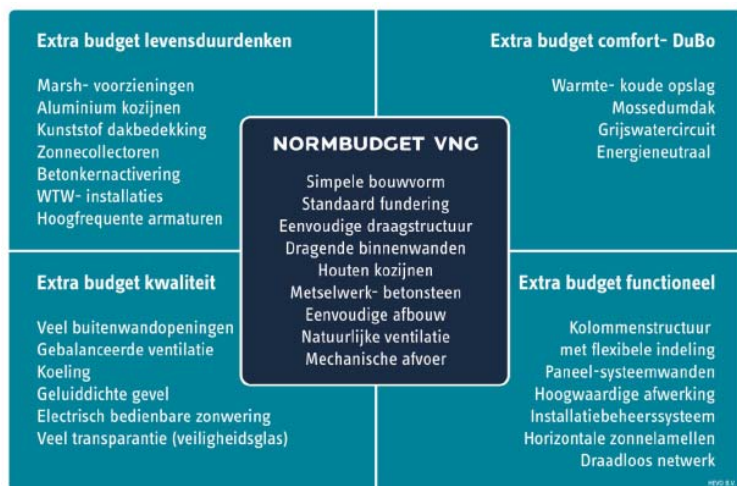 Extra budget levensduurdenken
Marsh- voorzieningen
Aluminium kozijnen
Kunststof dakbedekking
Zonnecollectoren
Betonkernactivering
WTW- installaties
Hoogfrequente armaturen
Extra budget comfort- DuBo
Warmte- koude opslag
Mossedumdak
Grijswatercircuit
Energieneutraal
NORMBUDGET VNG
Simpele bouwvorm
Standaard fundering
Eenvoudige draagstructuur
Dragende binnenwanden
Houten kozijnen
Metselwerk- betonsteen
Eenvoudige afbouw
Natuurlijke ventilatie
Mechanische afvoer
Extra budget kwaliteit
Veel buitenwandopeningen
Gebalanceerde ventilatie
Koeling
Geluiddichte gevel
Electrisch bedienbare zonwering
Veel transparantie (veiligheidsglas)
Extra budget functioneel
Kolommenstructuur
met flexibele indeling
Paneel-systeemwanden
Hoogwaardige afwerking
Installatiebeheerssysteem
Horizontale zonnelamellen
Draadloos netwerk
HEVO B.V.